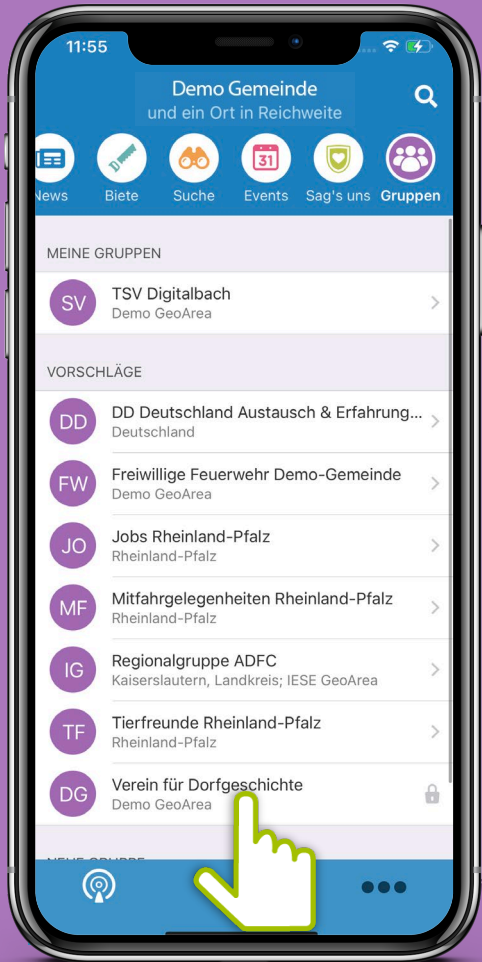 11:55
Demo Gemeinde
und ein Ort in Reichweite
News
Biete
Suche
31
Events
Sag's uns
Gruppen
MEINE GRUPPEN
SV
TSV Digitalbach
Demo GeoArea
VORSCHLÄGE
DD
DD Deutschland Austausch & Erfahrung...
Deutschland
FW
Freiwillige Feuerwehr Demo-Gemeinde
Demo GeoArea
JO
Jobs Rheinland-Pfalz
Rheinland-Pfalz
MF
Mitfahrgelegenheiten Rheinland-Pfalz
Rheinland-Pfalz
IG
Regionalgruppe ADFC
Kaiserslautern, Landkreis; IESE GeoArea
TF
Tierfreunde Rheinland-Pfalz
Rheinland-Pfalz
DG
Verein für Dorfgeschichte
Demo GeoArea